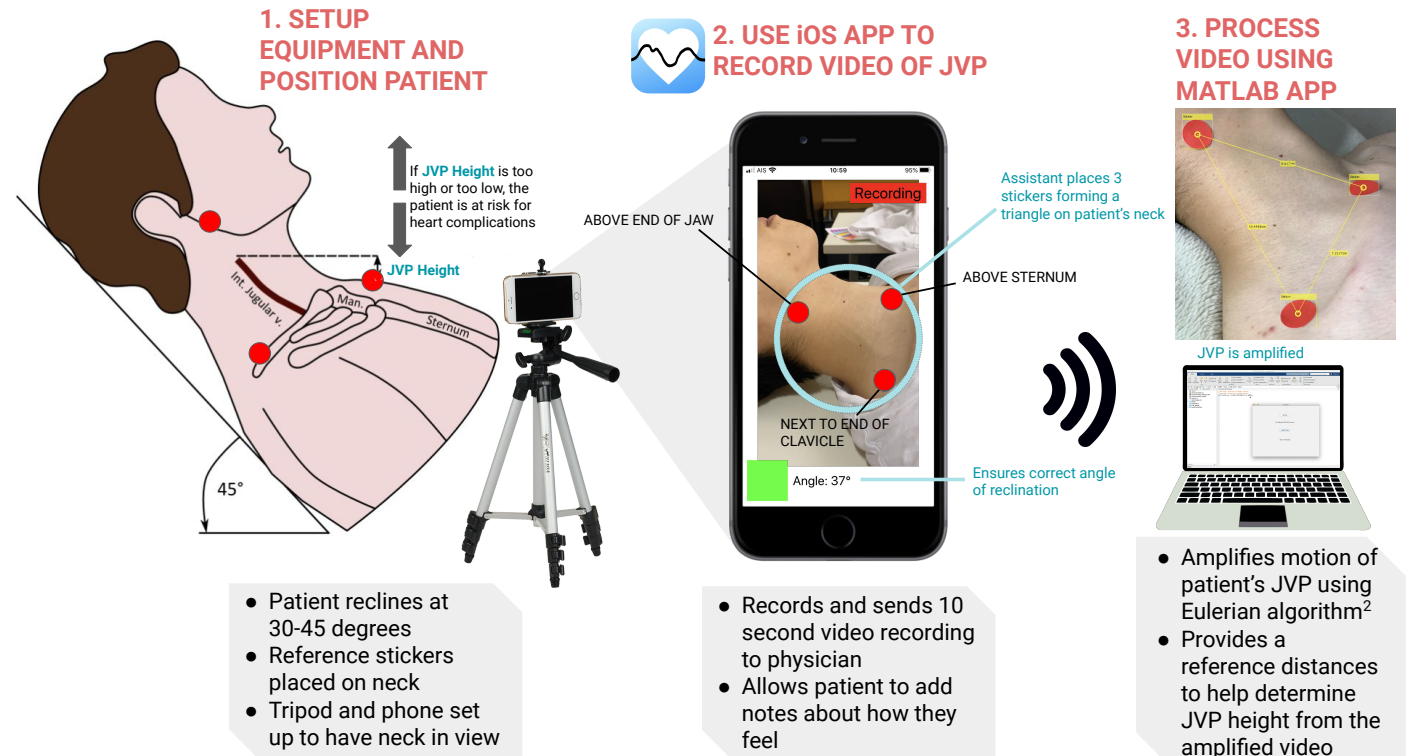 1. SETUP
EQUIPMENT AND
POSITION PATIENT
If JVP Height is too
high or too low, the
patient is at risk for
heart complications
JVP Height
Int. Jugular v.
Man.
Sternum
45°
● Patient reclines at
30-45 degrees
● Reference stickers
placed on neck
● Tripod and phone set
up to have neck in view
2. USE iOS APP TO
RECORD VIDEO OF JVP
AIS 10:59 95%
Recording
ABOVE END OF JAW
Assistant places 3
stickers forming a
triangle on patient's neck
ABOVE STERNUM
NEXT TO END OF
CLAVICLE
Angle: 37°
Ensures correct angle
of reclination
● Records and sends 10
second video recording
to physician
● Allows patient to add
notes about how they
feel
3. PROCESS
VIDEO USING
MATLAB APP
JVP is amplified
● Amplifies motion of
patient's JVP using
Eulerian algorithm²
● Provides a
reference distances
to help determine
JVP height from the
amplified video